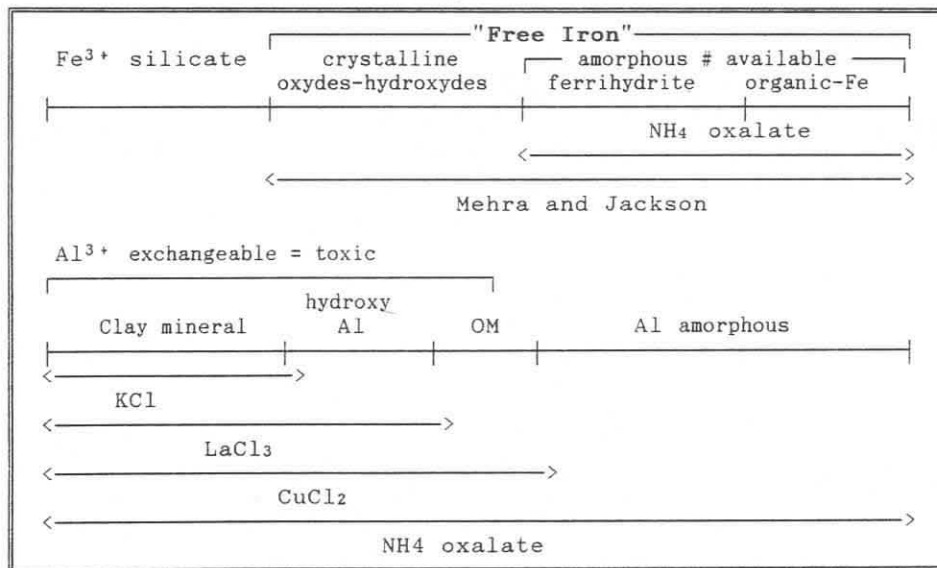 "Free Iron"
Fe³⁺ silicate crystalline amorphous # available
oxydes-hydroxydes ferrihydrite organic-Fe
NH₄ oxalate
Mehra and Jackson
Al³⁺ exchangeable = toxic
hydroxy
Clay mineral Al OM Al amorphous
KCl
LaCl₃
CuCl₂
NH4 oxalate